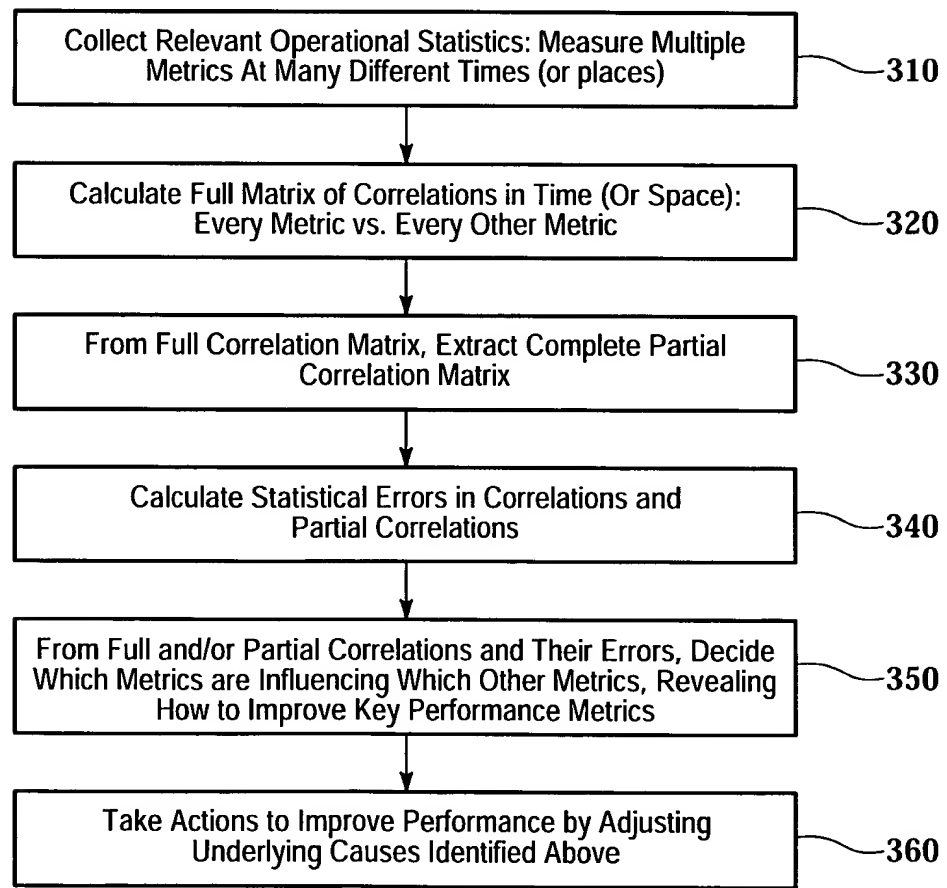 Collect Relevant Operational Statistics: Measure Multiple
Metrics At Many Different Times (or places)
310
Calculate Full Matrix of Correlations in Time (Or Space):
Every Metric vs. Every Other Metric
320
From Full Correlation Matrix, Extract Complete Partial
Correlation Matrix
330
Calculate Statistical Errors in Correlations and
Partial Correlations
340
From Full and/or Partial Correlations and Their Errors, Decide
Which Metrics are Influencing Which Other Metrics, Revealing
How to Improve Key Performance Metrics
350
Take Actions to Improve Performance by Adjusting
Underlying Causes Identified Above
360